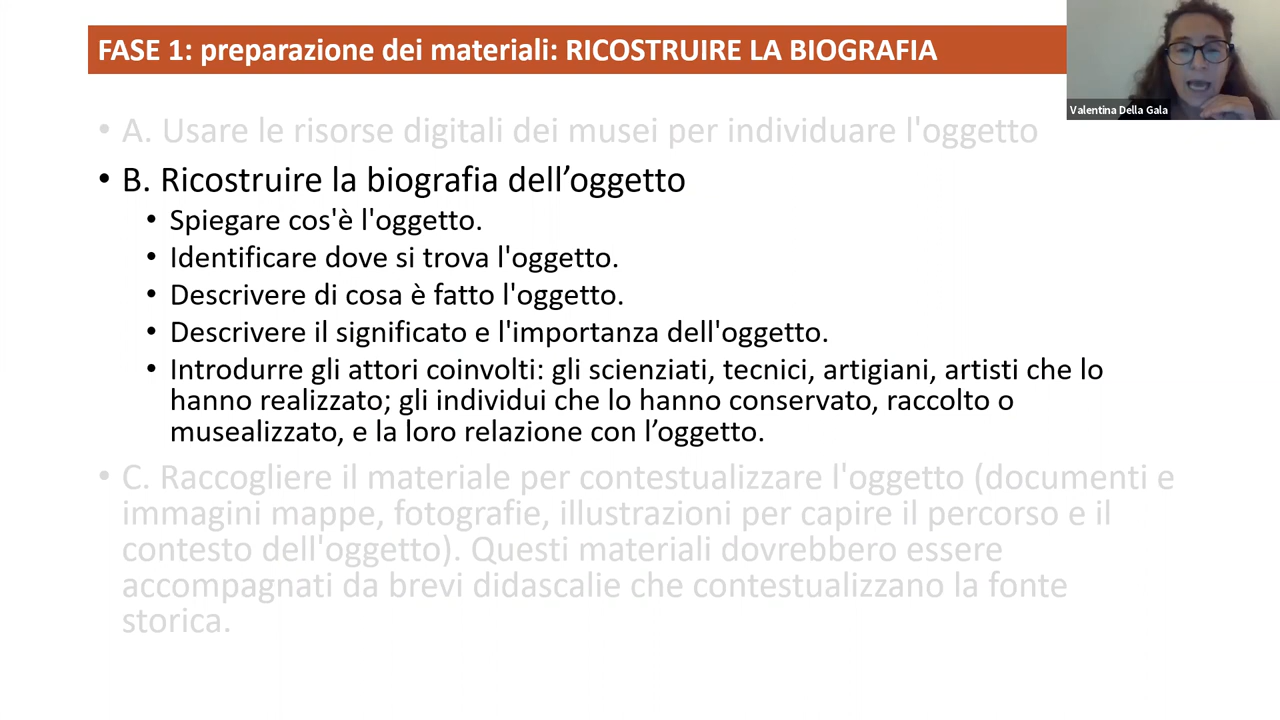 FASE 1: preparazione dei materiali: RICOSTRUIRE LA BIOGRAFIA
Valentina Della Gala
• A. Usare le risorse digitali dei musei per individuare l'oggetto
• B. Ricostruire la biografia dell’oggetto
• Spiegare cos'è l'oggetto.
• Identificare dove si trova l'oggetto.
• Descrivere di cosa è fatto l'oggetto.
• Descrivere il significato e l'importanza dell'oggetto.
• Introdurre gli attori coinvolti: gli scienziati, tecnici, artigiani, artisti che lo
hanno realizzato; gli individui che lo hanno conservato, raccolto o
musealizzato, e la loro relazione con l’oggetto.
• C. Raccogliere il materiale per contestualizzare l'oggetto (documenti e
immagini mappe, fotografie, illustrazioni per capire il percorso e il
contesto dell'oggetto). Questi materiali dovrebbero essere
accompagnati da brevi didascalie che contestualizzano la fonte
storica.